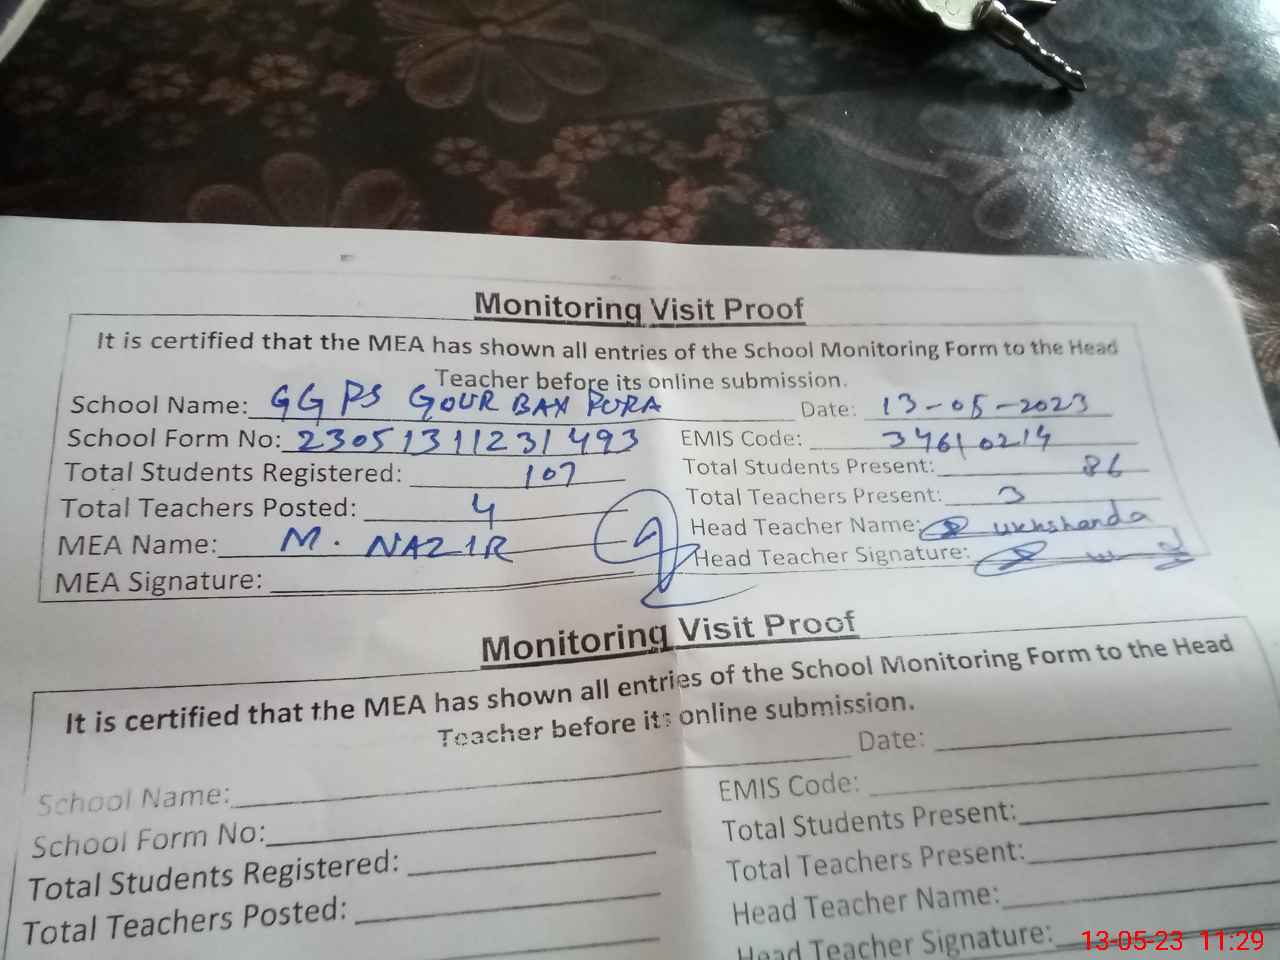 Monitoring Visit Proof
It is certified that the MEA has shown all entries of the School Monitoring Form to the Head
Teacher before its online submission.
School Name: GGPS GOUR BAX PURA Date: 13-05-2023
School Form No: 23051311231493 EMIS Code: 34610214
Total Students Registered: 107 Total Students Present: 86
Total Teachers Posted: 4 Total Teachers Present: 3
MEA Name: M. NAZIR Head Teacher Name:
MEA Signature: Head Teacher Signature:
Monitoring Visit Proof
It is certified that the MEA has shown all entries of the School Monitoring Form to the Head
Teacher before its online submission.
School Name: Date:
School Form No: EMIS Code:
Total Students Registered: Total Students Present:
Total Teachers Posted: Total Teachers Present:
Head Teacher Name:
Head Teacher Signature:
13-05-23 11:29